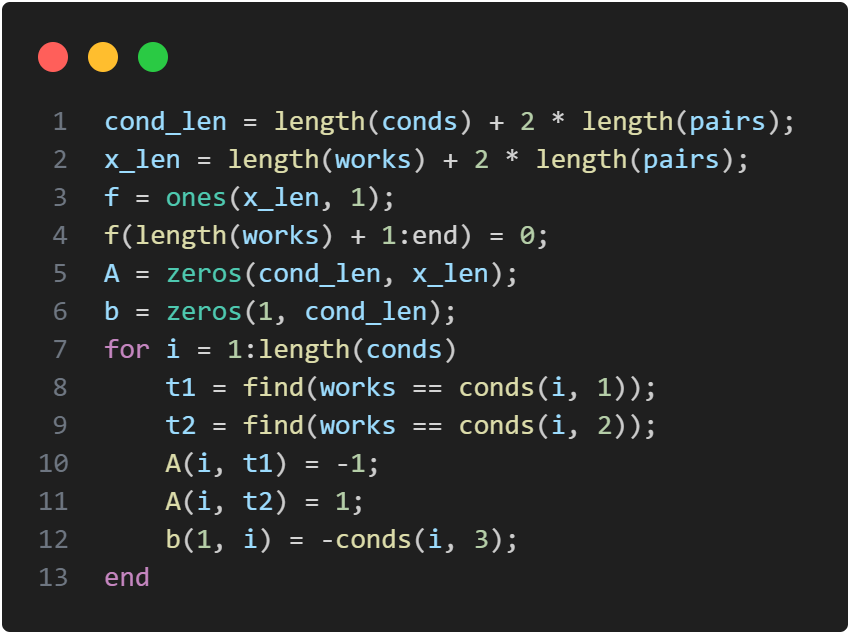 1 cond_len = length(conds) + 2 * length(pairs);
2 x_len = length(works) + 2 * length(pairs);
3 f = ones(x_len, 1);
4 f(length(works) + 1:end) = 0;
5 A = zeros(cond_len, x_len);
6 b = zeros(1, cond_len);
7 for i = 1:length(conds)
8     t1 = find(works == conds(i, 1));
9     t2 = find(works == conds(i, 2));
10     A(i, t1) = -1;
11     A(i, t2) = 1;
12     b(1, i) = -conds(i, 3);
13 end